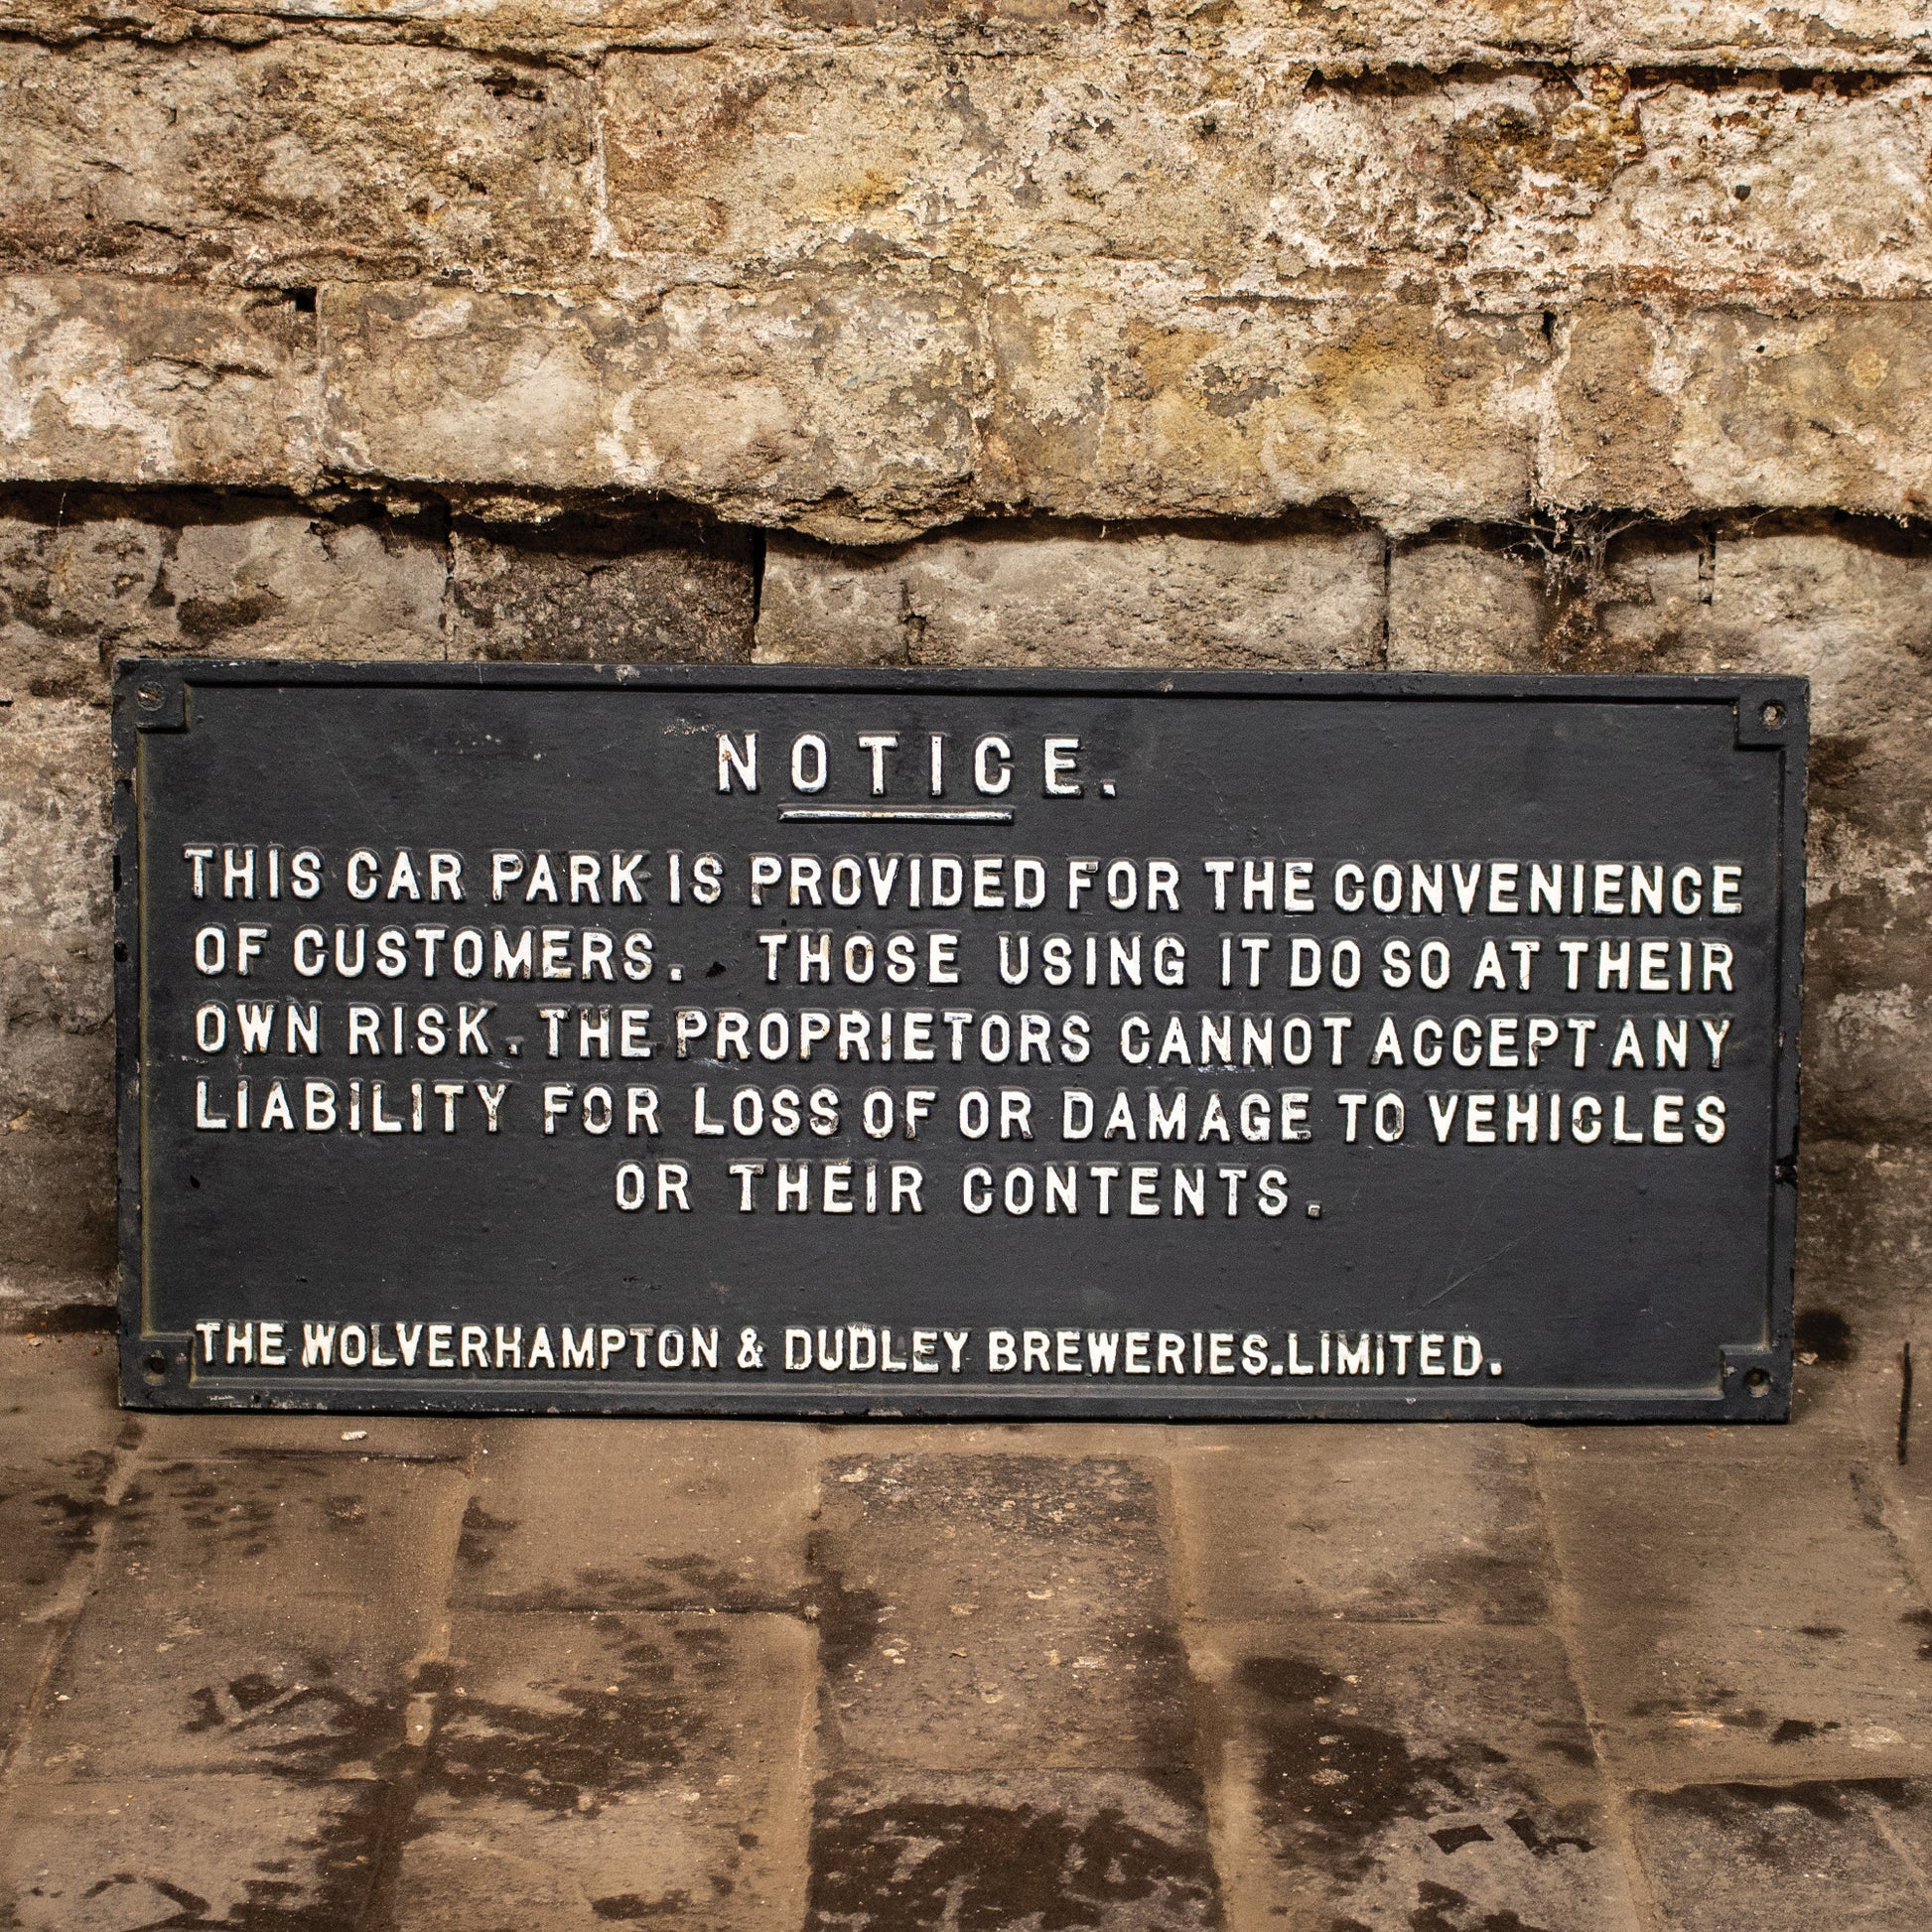 NOTICE.
THIS CAR PARK IS PROVIDED FOR THE CONVENIENCE
OF CUSTOMERS. THOSE USING IT DO SO AT THEIR
OWN RISK. THE PROPRIETORS CANNOT ACCEPT ANY
LIABILITY FOR LOSS OF OR DAMAGE TO VEHICLES
OR THEIR CONTENTS.
THE WOLVERHAMPTON & DUDLEY BREWERIES.LIMITED.